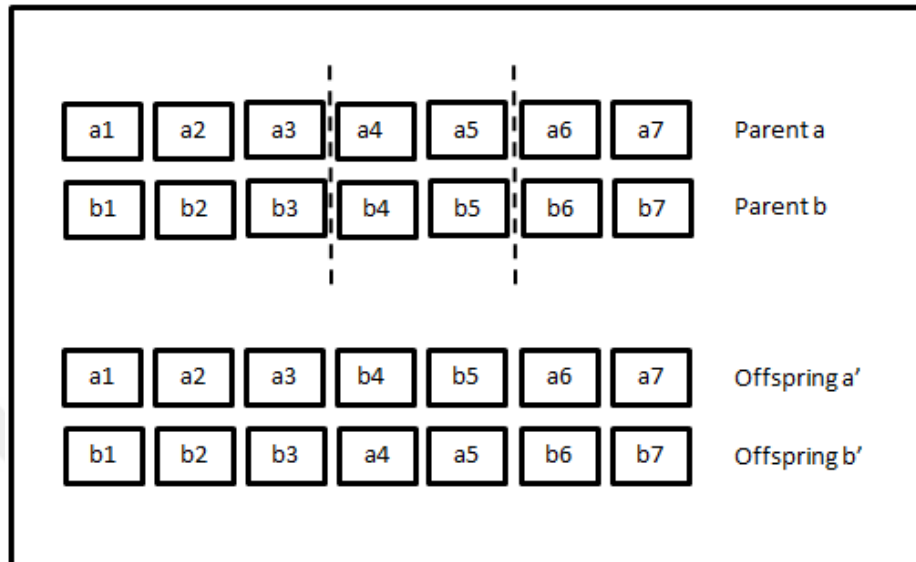 a1 a2 a3 a4 a5 a6 a7 Parent a
b1 b2 b3 b4 b5 b6 b7 Parent b
a1 a2 a3 b4 b5 a6 a7 Offspring a’
b1 b2 b3 a4 a5 b6 b7 Offspring b’